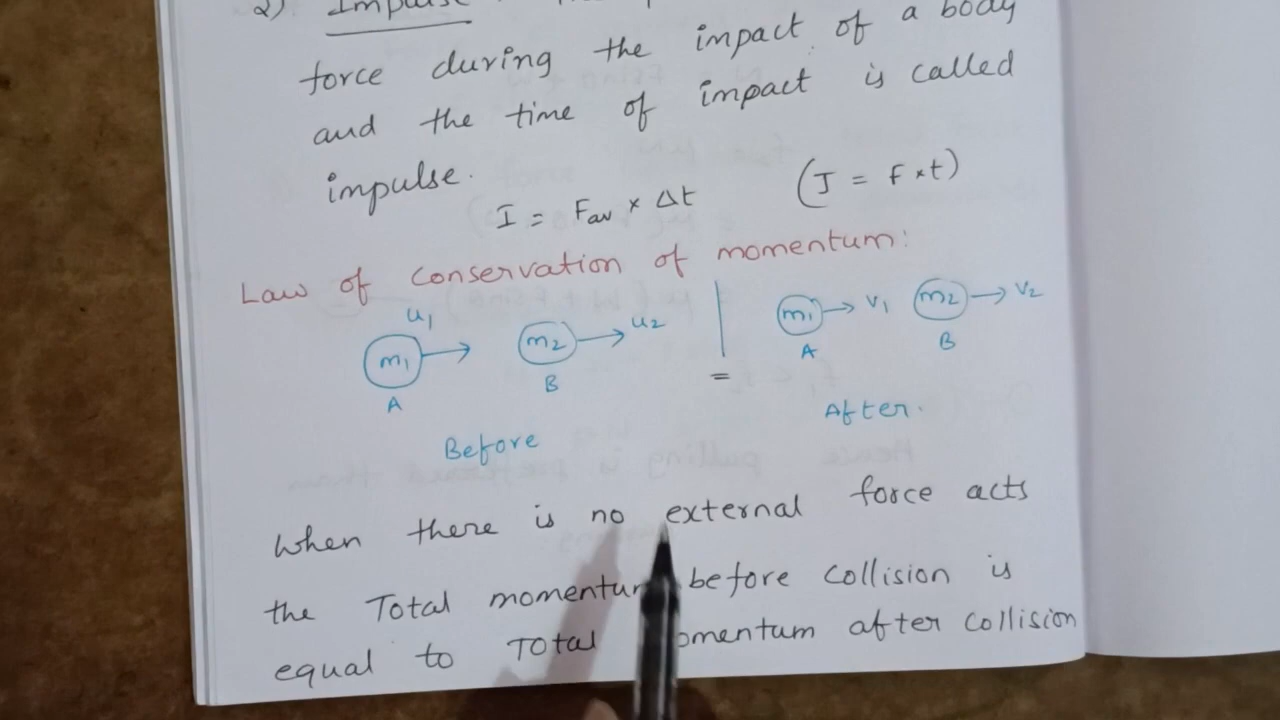 2) Impulse
force during the impact of a body
and the time of impact is called
impulse.
I = Fav × Δt (J = F×t)
Law of conservation of momentum:
u1 m1 A
m2 u2 B
m1 v1 A
m2 v2 B
=
Before
After.
When there is no external force acts
the Total momentum before collision is
equal to Total momentum after collision